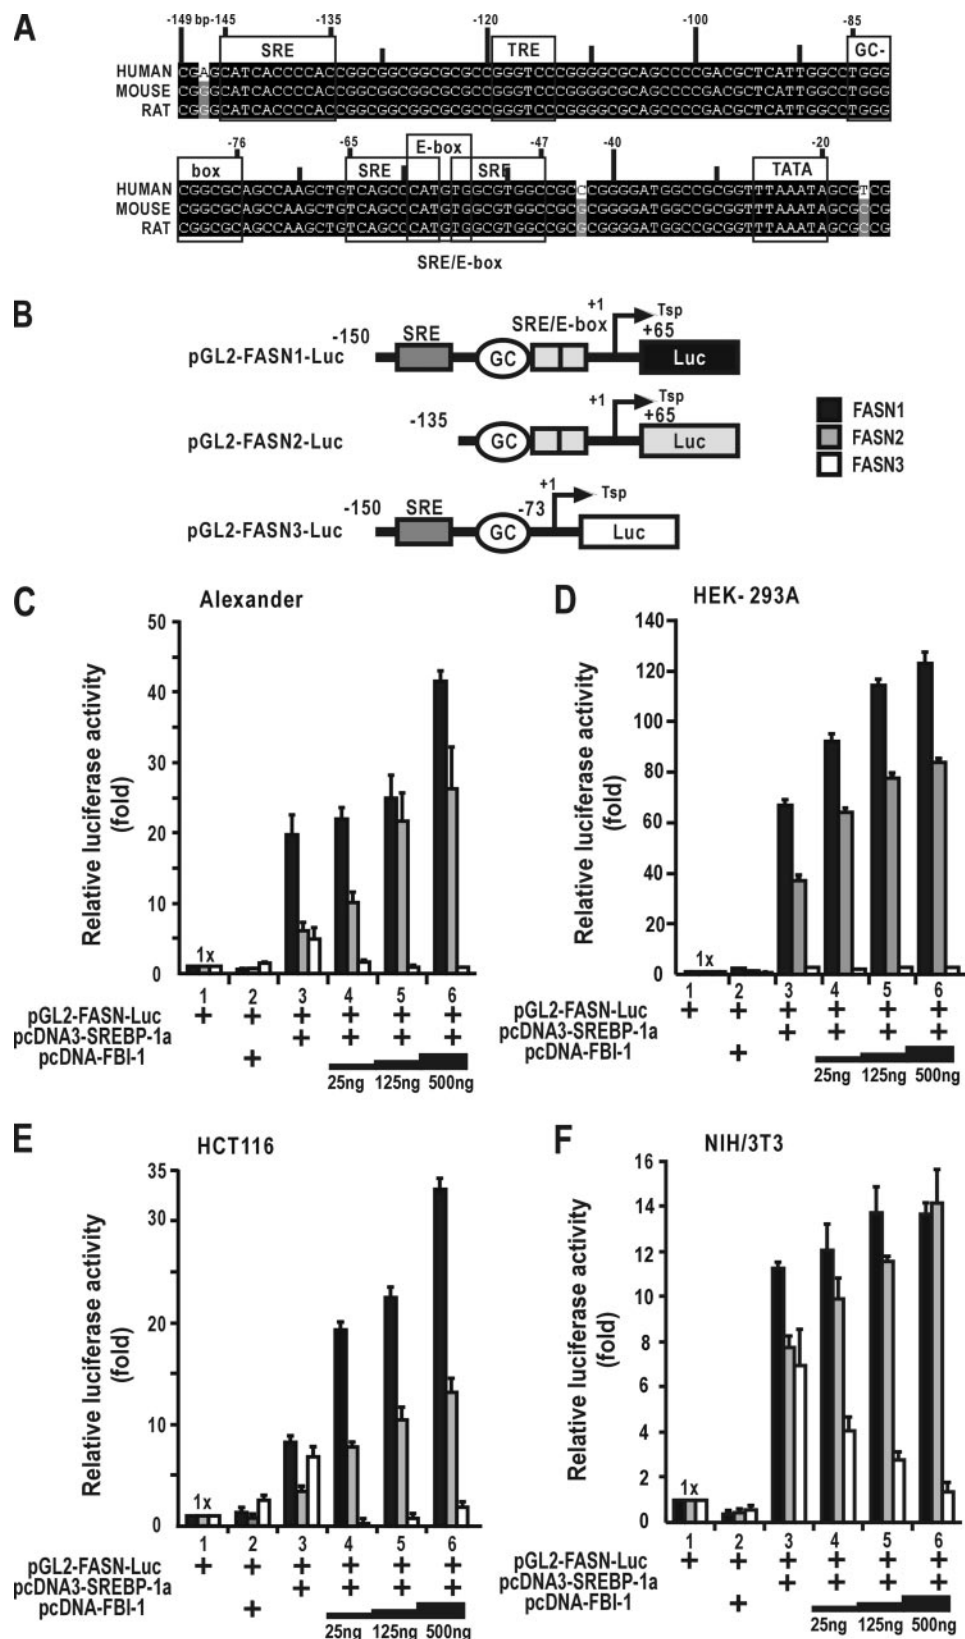 A
-149 bp -145 -135 -120 -100 -85
SRE TRE GC-
HUMAN CGAGCATCACCCCACCGGCGGCGGCGCGCCGGGTCCCGGGGCGCAGCCCCGACGCTCATTGGCCTGGG
MOUSE CGGGCATCACCCCACCGGCGGCGGCGCGCCGGGTCCCGGGGCGCAGCCCCGACGCTCATTGGCCTGGG
RAT CGGGCATCACCCCACCGGCGGCGGCGCGCCGGGTCCCGGGGCGCAGCCCCGACGCTCATTGGCCTGGG
-76 -65 E-box -47 -40 -20
box SRE SRE TATA
HUMAN CGGCGCAGCCAAGCTGTCAGCCCATGTGGCGTGGCCGCCCGGGGATGGCCGCGGTTTAAATAGCGTCG
MOUSE CGGCGCAGCCAAGCTGTCAGCCCATGTGGCGTGGCCGCGCGGGGATGGCCGCGGTTTAAATAGCGCCG
RAT CGGCGCAGCCAAGCTGTCAGCCCATGTGGCGTGGCCGCGCGGGGATGGCCGCGGTTTAAATAGCGCCG
SRE/E-box
B
pGL2-FASN1-Luc -150 SRE GC SRE/E-box +1 Tsp +65 Luc
pGL2-FASN2-Luc -135 GC +1 Tsp +65 Luc
pGL2-FASN3-Luc -150 SRE GC -73 +1 Tsp Luc
FASN1
FASN2
FASN3
C
Alexander
Relative luciferase activity (fold)
50
40
30
20
10
0
1x
1 2 3 4 5 6
pGL2-FASN-Luc + + + + + +
pcDNA3-SREBP-1a + + + +
pcDNA-FBI-1 +
25ng 125ng 500ng
D
HEK- 293A
Relative luciferase activity (fold)
140
120
100
80
60
40
20
0
1x
1 2 3 4 5 6
pGL2-FASN-Luc + + + + + +
pcDNA3-SREBP-1a + + + +
pcDNA-FBI-1 +
25ng 125ng 500ng
E
HCT116
Relative luciferase activity (fold)
35
30
20
10
0
1x
1 2 3 4 5 6
pGL2-FASN-Luc + + + + + +
pcDNA3-SREBP-1a + + + +
pcDNA-FBI-1 +
25ng 125ng 500ng
F
NIH/3T3
Relative luciferase activity (fold)
16
14
12
10
8
6
4
2
0
1x
1 2 3 4 5 6
pGL2-FASN-Luc + + + + + +
pcDNA3-SREBP-1a + + + +
pcDNA-FBI-1 +
25ng 125ng 500ng